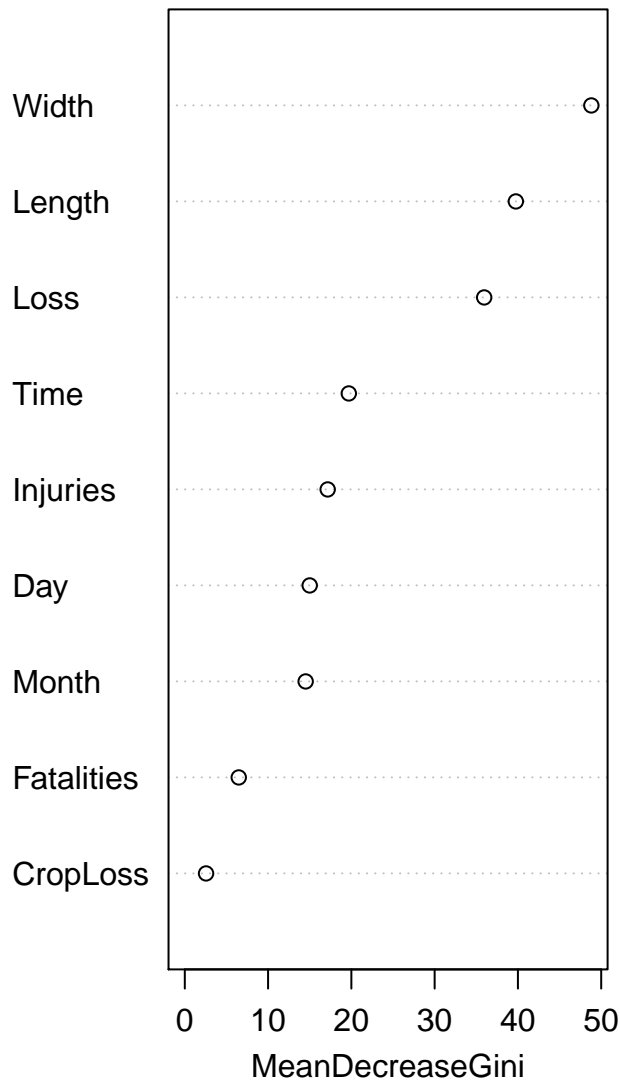 Width
Length
Loss
Time
Injuries
Day
Month
Fatalities
CropLoss
0 10 20 30 40 50
MeanDecreaseGini